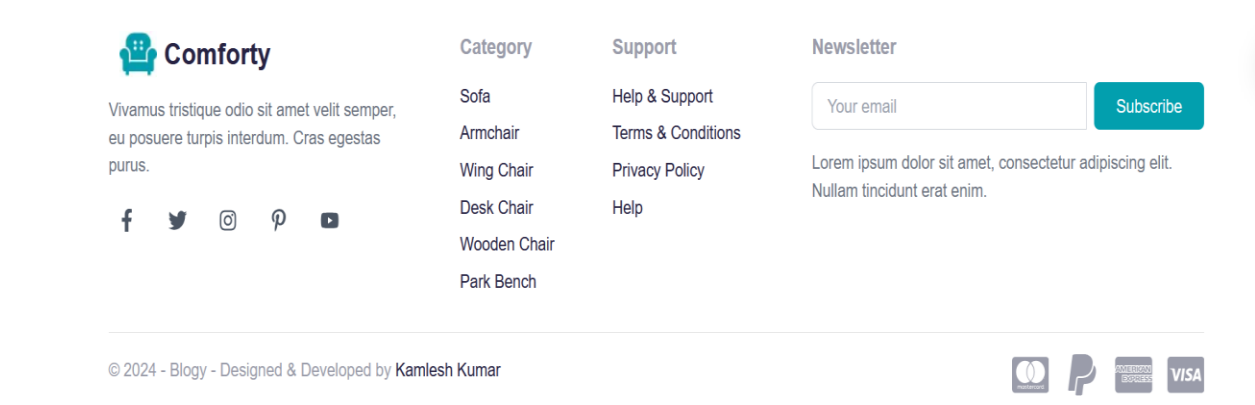 Comforty
Vivamus tristique odio sit amet velit semper,
eu posuere turpis interdum. Cras egestas
purus.
Category
Sofa
Armchair
Wing Chair
Desk Chair
Wooden Chair
Park Bench
Support
Help & Support
Terms & Conditions
Privacy Policy
Help
Newsletter
Your email
Subscribe
Lorem ipsum dolor sit amet, consectetur adipiscing elit.
Nullam tincidunt erat enim.
© 2024 - Blogy - Designed & Developed by Kamlesh Kumar
mastercard
AMERICAN
EXPRESS
VISA